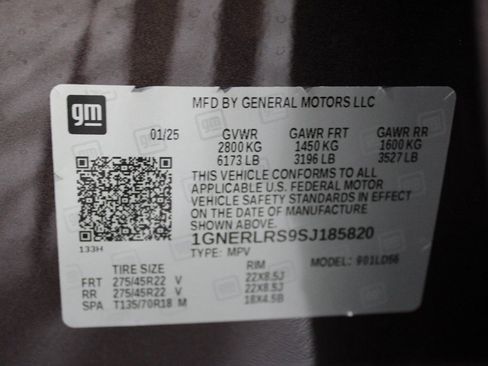 gm
MFD BY GENERAL MOTORS LLC
01/25 GVWR GAWR FRT GAWR RR
2800 KG 1450 KG 1600 KG
6173 LB 3196 LB 3527 LB
THIS VEHICLE CONFORMS TO ALL
APPLICABLE U.S. FEDERAL MOTOR
VEHICLE SAFETY STANDARDS IN EFFECT
ON THE DATE OF MANUFACTURE
SHOWN ABOVE.
133H
1GNERLRS9SJ185820
TYPE: MPV MODEL:
TIRE SIZE RIM
FRT 275/45R22 V 22X8.5J
RR 275/45R22 V 22X8.5J
SPA T135/70R18 M 18X4.5B